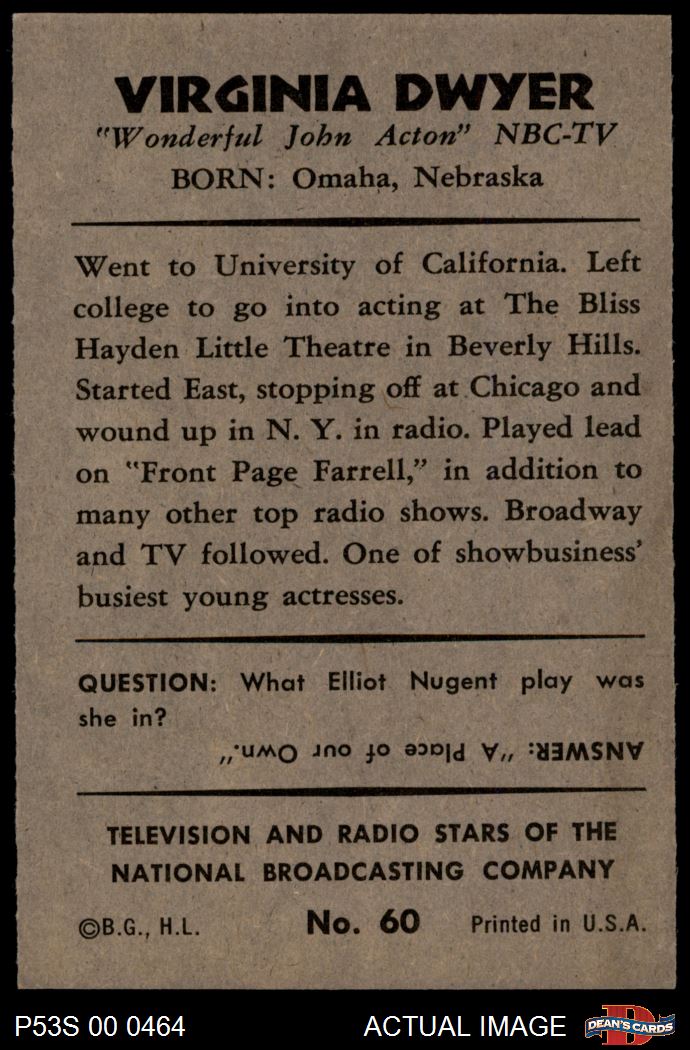 VIRGINIA DWYER
"Wonderful John Acton" NBC-TV
BORN: Omaha, Nebraska
Went to University of California. Left
college to go into acting at The Bliss
Hayden Little Theatre in Beverly Hills.
Started East, stopping off at Chicago and
wound up in N. Y. in radio. Played lead
on "Front Page Farrell," in addition to
many other top radio shows. Broadway
and TV followed. One of showbusiness'
busiest young actresses.
QUESTION: What Elliot Nugent play was
she in?
ANSWER: "A Place of our Own."
TELEVISION AND RADIO STARS OF THE
NATIONAL BROADCASTING COMPANY
©B.G., H.L. No. 60 Printed in U.S.A.
P53S 00 0464 ACTUAL IMAGE DEAN'S CARDS